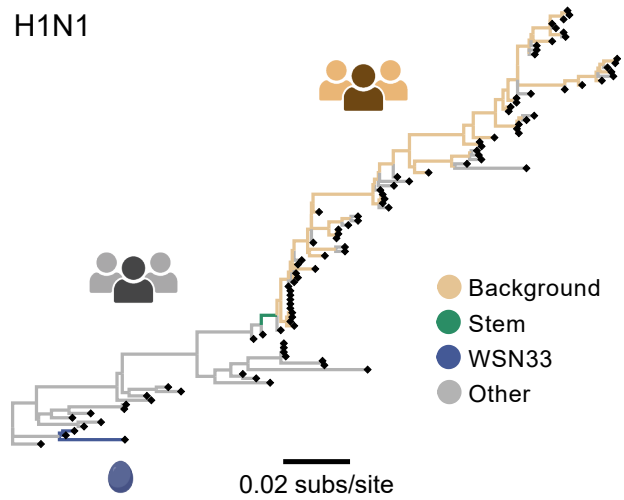 H1N1
Background
Stem
WSN33
Other
0.02 subs/site